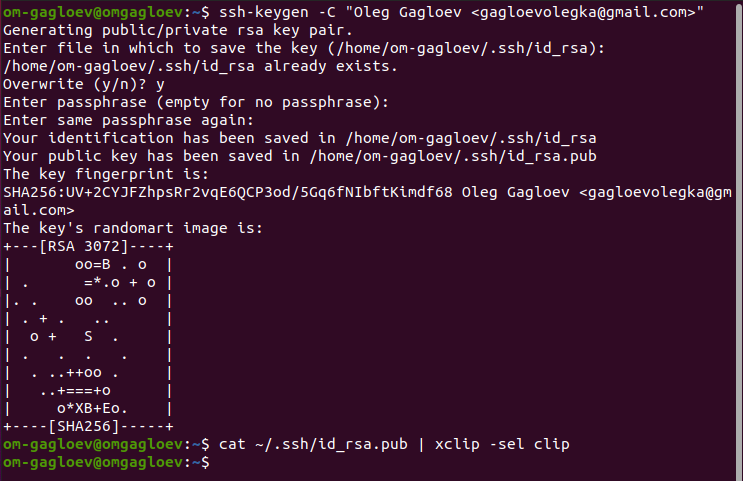 om-gagloev@omgagloev:~$ ssh-keygen -C "Oleg Gagloev <gagloevolegka@gmail.com>"
Generating public/private rsa key pair.
Enter file in which to save the key (/home/om-gagloev/.ssh/id_rsa):
/home/om-gagloev/.ssh/id_rsa already exists.
Overwrite (y/n)? y
Enter passphrase (empty for no passphrase):
Enter same passphrase again:
Your identification has been saved in /home/om-gagloev/.ssh/id_rsa
Your public key has been saved in /home/om-gagloev/.ssh/id_rsa.pub
The key fingerprint is:
SHA256:UV+2CYJFZhpsRr2vqE6QCP3od/5Gq6fNIbftKimdf68 Oleg Gagloev <gagloevolegka@gm
ail.com>
The key's randomart image is:
+---[RSA 3072]----+
|       oo=B . o  |
| .      =*.o + o |
|. .    oo  .. o  |
| . + .   ..      |
|  o +   S  .     |
| .   .  .   .    |
|  . ..++oo .     |
|   ..+===+o      |
|     o*XB+Eo.    |
+----[SHA256]-----+
om-gagloev@omgagloev:~$ cat ~/.ssh/id_rsa.pub | xclip -sel clip
om-gagloev@omgagloev:~$